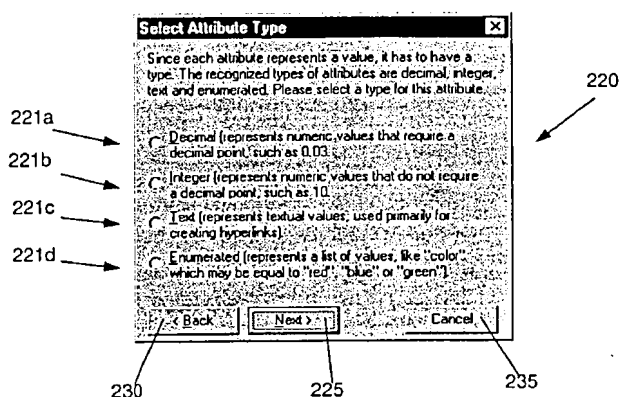 Select Attribute Type
Since each attribute represents a value, it has to have a
type. The recognized types of attributes are decimal, integer,
text and enumerated. Please select a type for this attribute.
220
221a
Decimal (represents numeric values that require a
decimal point, such as 0.03.
221b
Integer (represents numeric values that do not require
a decimal point, such as 10.
221c
Text (represents textual values, used primarily for
creating hyperlinks).
221d
Enumerated (represents a list of values, like "color",
which may be equal to "red", "blue" or "green").
< Back
Next >
Cancel
230
225
235